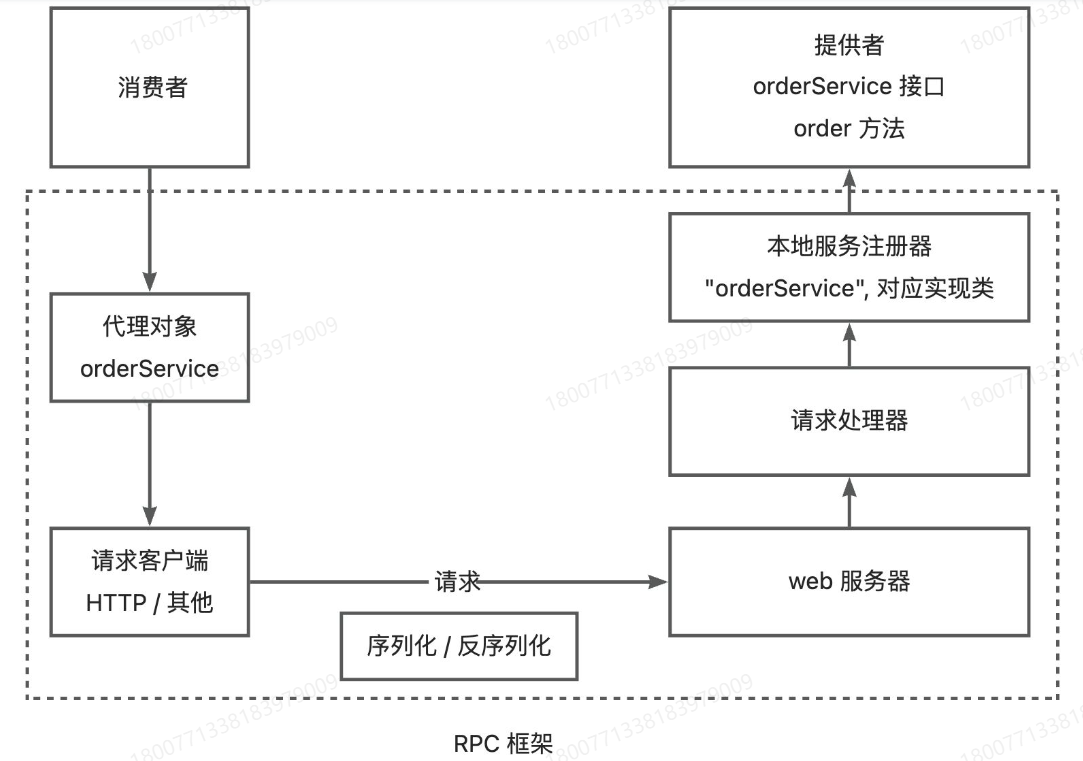 消费者
提供者
orderService 接口
order 方法
本地服务注册器
"orderService", 对应实现类
代理对象
orderService
请求处理器
请求客户端
HTTP / 其他
请求
web 服务器
序列化 / 反序列化
RPC 框架
1800771338183979009